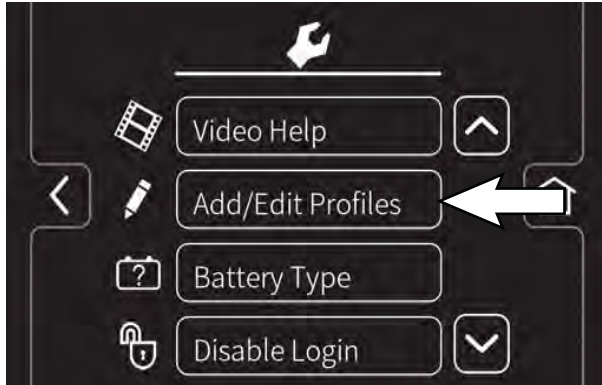 Video Help
Add/Edit Profiles
?
Battery Type
Disable Login